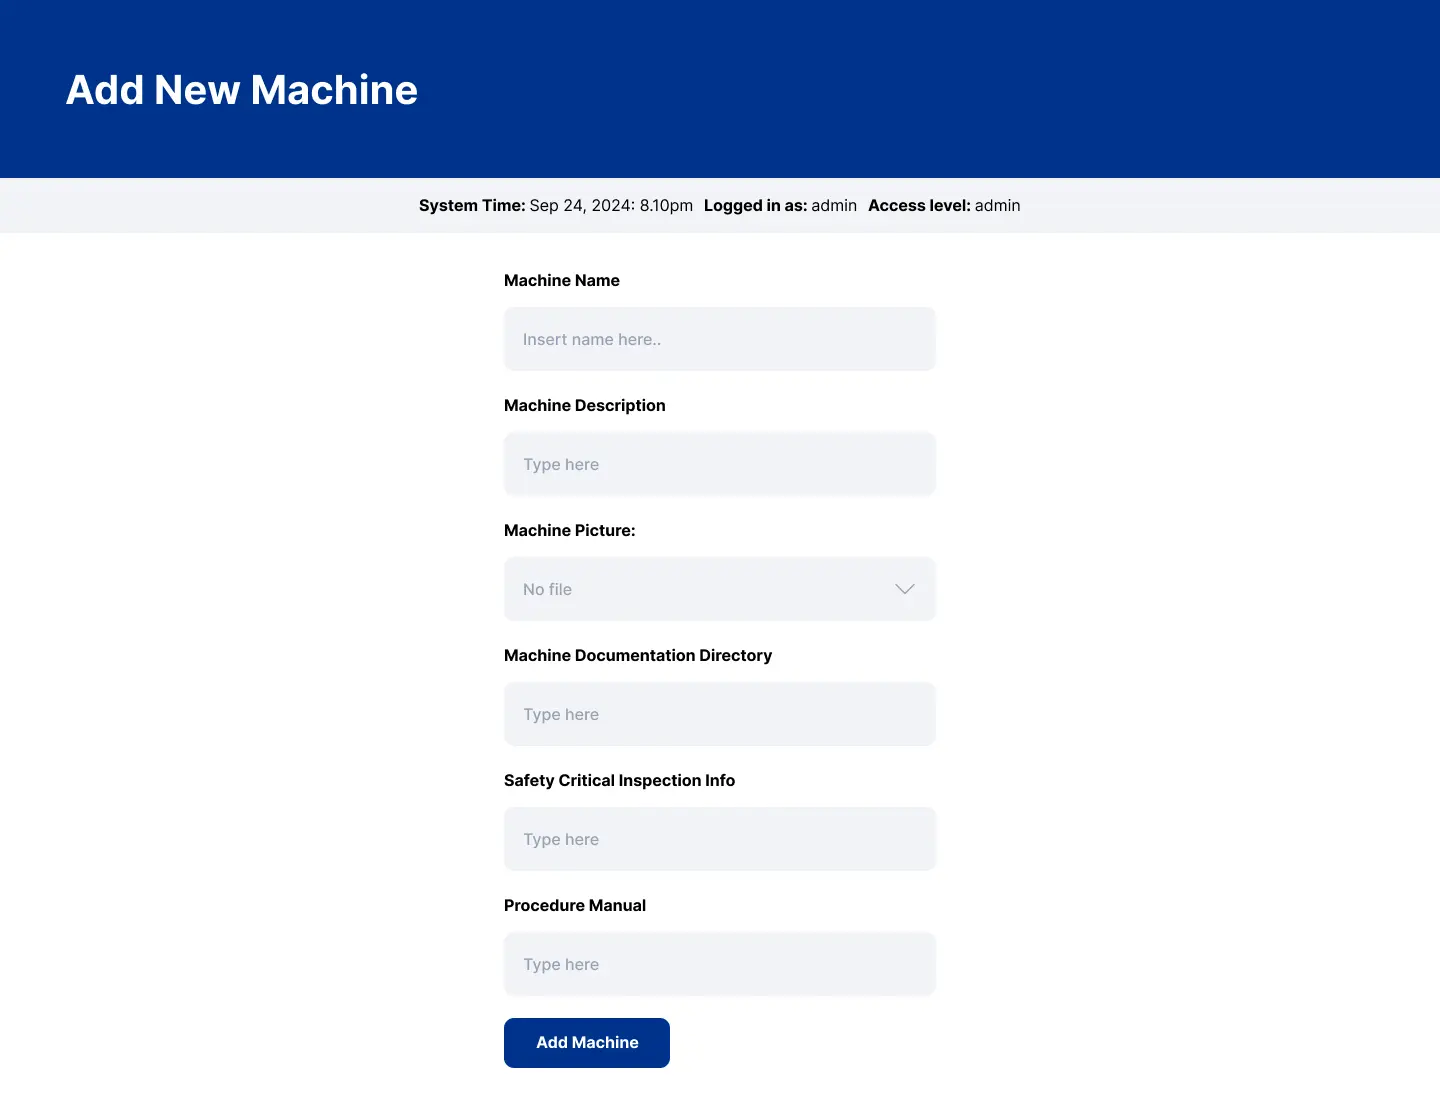 Add New Machine
System Time: Sep 24, 2024: 8.10pm Logged in as: admin Access level: admin
Machine Name
Insert name here..
Machine Description
Type here
Machine Picture:
No file
Machine Documentation Directory
Type here
Safety Critical Inspection Info
Type here
Procedure Manual
Type here
Add Machine